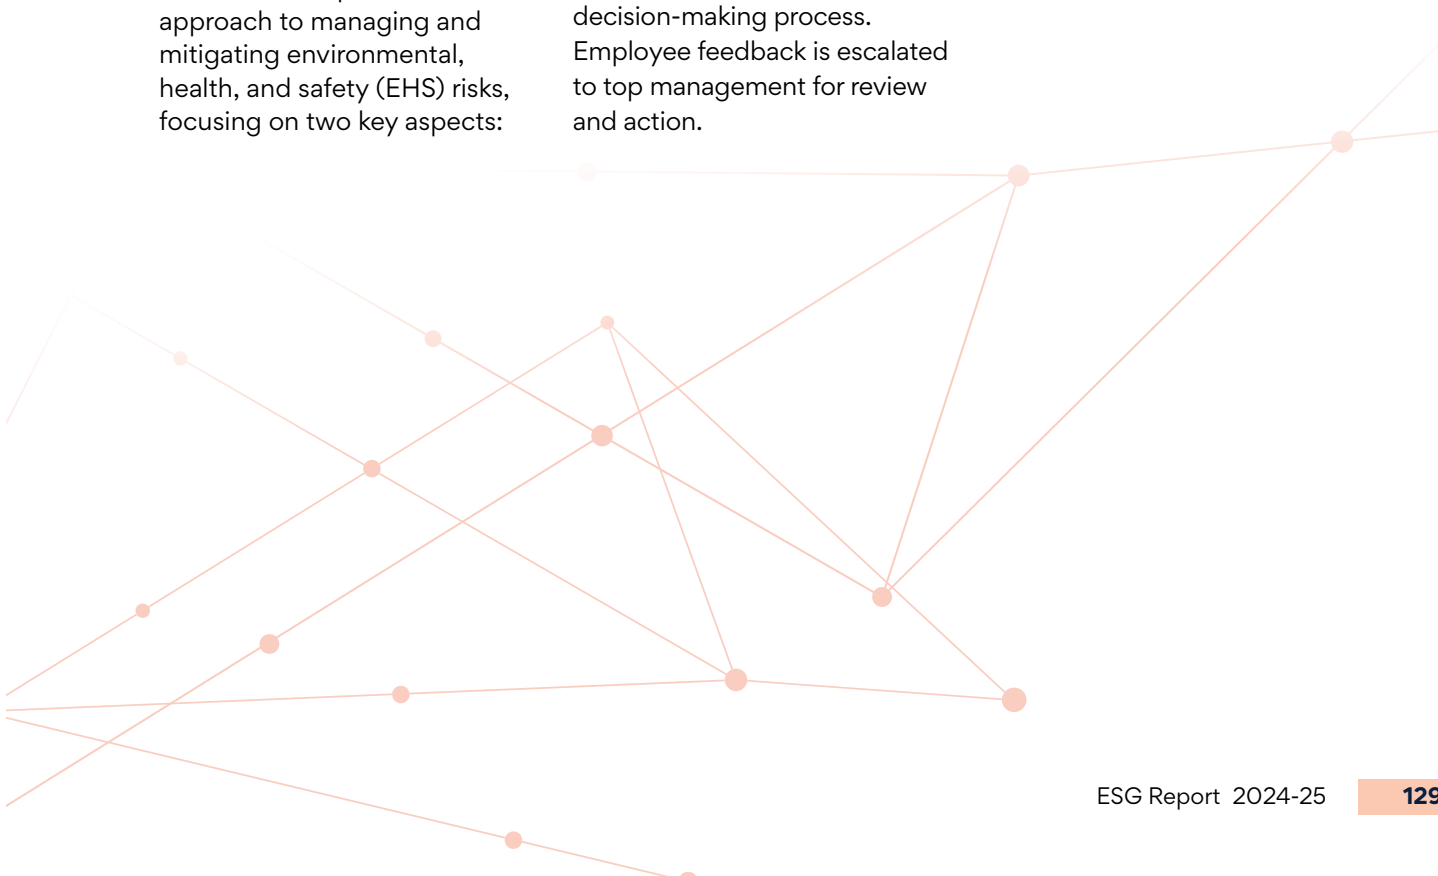 approach to managing and
mitigating environmental,
health, and safety (EHS) risks,
focusing on two key aspects:
decision-making process.
Employee feedback is escalated
to top management for review
and action.
ESG Report 2024-25
129